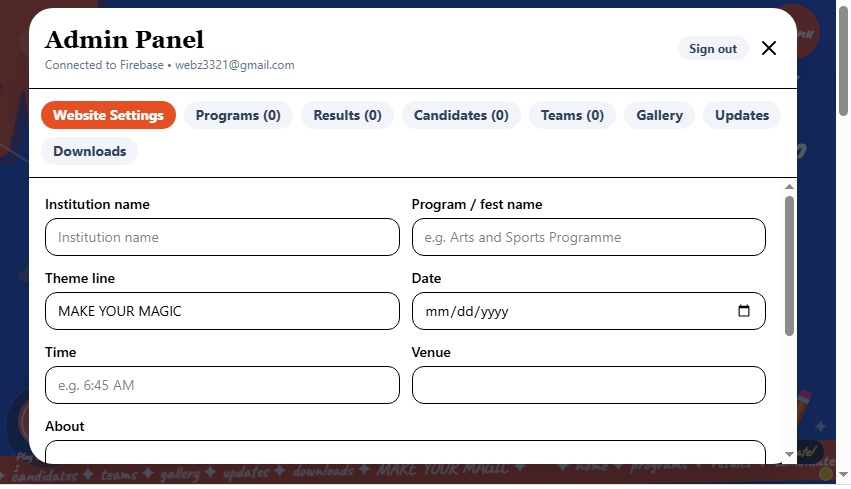 Admin Panel
Connected to Firebase • webz3321@gmail.com
Sign out
Website Settings
Programs (0)
Results (0)
Candidates (0)
Teams (0)
Gallery
Updates
Downloads
Institution name
Program / fest name
Institution name
e.g. Arts and Sports Programme
Theme line
Date
MAKE YOUR MAGIC
mm/dd/yyyy
Time
Venue
e.g. 6:45 AM
About
candidates ✦ teams ✦ gallery ✦ updates ✦ downloads ✦ MAKE YOUR MAGIC ✦ home ✦ programs ✦ results